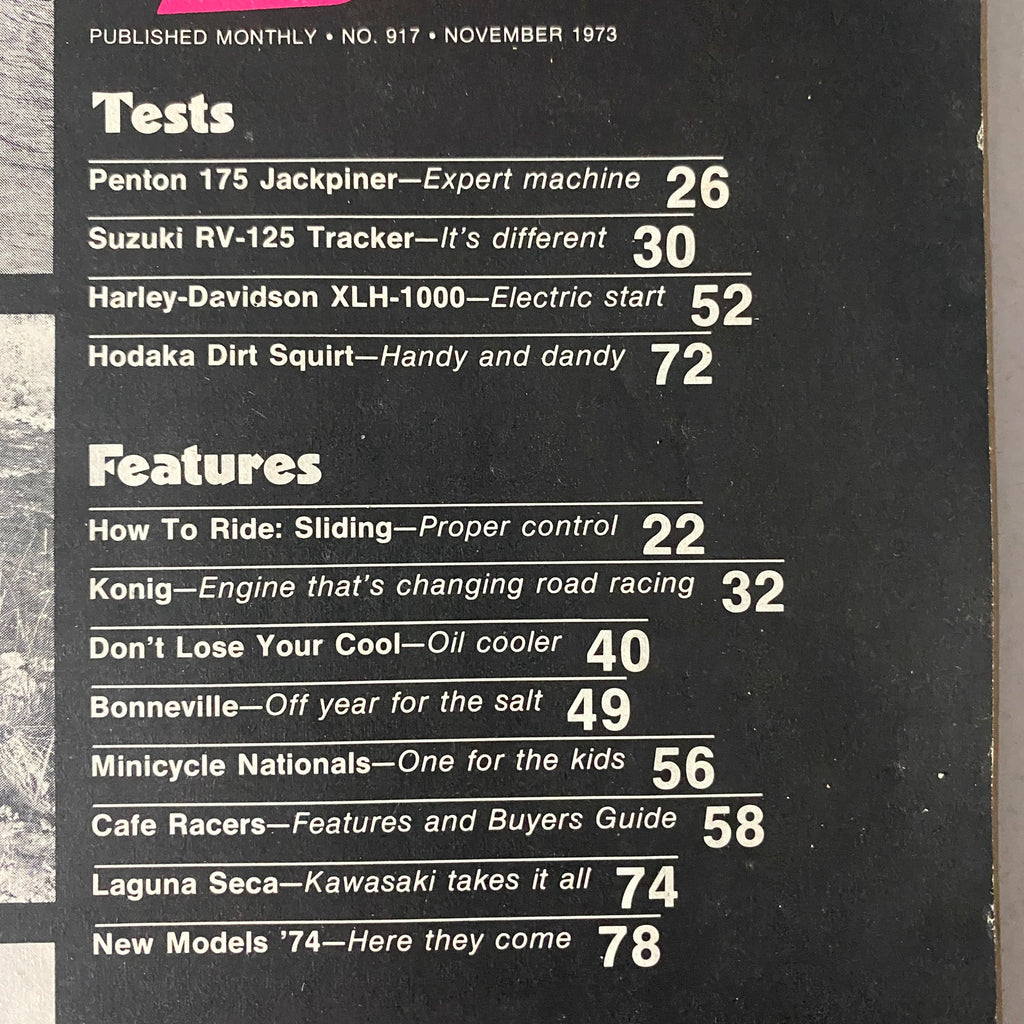 PUBLISHED MONTHLY • NO. 917 • NOVEMBER 1973
Tests
Penton 175 Jackpiner—Expert machine 26
Suzuki RV-125 Tracker—It's different 30
Harley-Davidson XLH-1000—Electric start 52
Hodaka Dirt Squirt—Handy and dandy 72
Features
How To Ride: Sliding—Proper control 22
Konig—Engine that's changing road racing 32
Don't Lose Your Cool—Oil cooler 40
Bonneville—Off year for the salt 49
Minicycle Nationals—One for the kids 56
Cafe Racers—Features and Buyers Guide 58
Laguna Seca—Kawasaki takes it all 74
New Models '74—Here they come 78